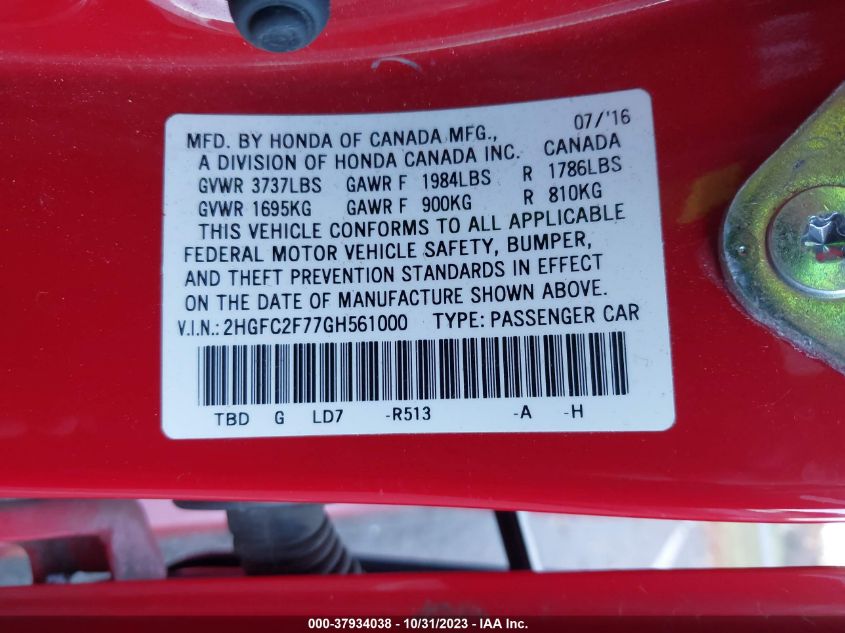 07/'16
MFD. BY HONDA OF CANADA MFG.,
A DIVISION OF HONDA CANADA INC. CANADA
GVWR 3737LBS GAWR F 1984LBS R 1786LBS
GVWR 1695KG GAWR F 900KG R 810KG
THIS VEHICLE CONFORMS TO ALL APPLICABLE
FEDERAL MOTOR VEHICLE SAFETY, BUMPER,
AND THEFT PREVENTION STANDARDS IN EFFECT
ON THE DATE OF MANUFACTURE SHOWN ABOVE.
V.I.N.: 2HGFC2F77GH561000 TYPE: PASSENGER CAR
TBD G LD7 -R513 -A -H
000-37934038 - 10/31/2023 - IAA Inc.